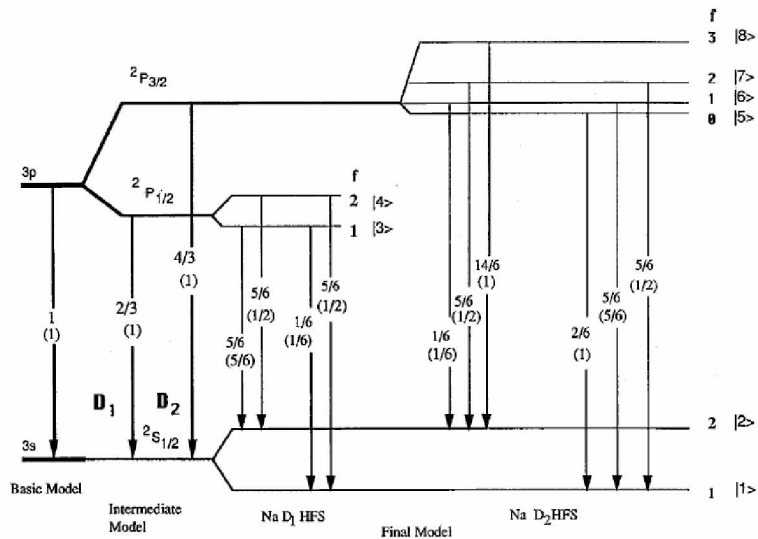 f
3 |8>
2 |7>
1 |6>
0 |5>
²P3/2
3p
² P1/2
f
2 |4>
1 |3>
4/3
(1)
2/3
(1)
1
(1)
5/6
(1/2)
5/6
(5/6)
1/6
(1/6)
5/6
(1/2)
14/6
(1)
5/6
(1/2)
1/6
(1/6)
2/6
(1)
5/6
(5/6)
5/6
(1/2)
D1 D2
²S1/2
3s
2 |2>
1 |1>
Basic Model
Intermediate
Model
Na D1 HFS
Final Model
Na D2HFS